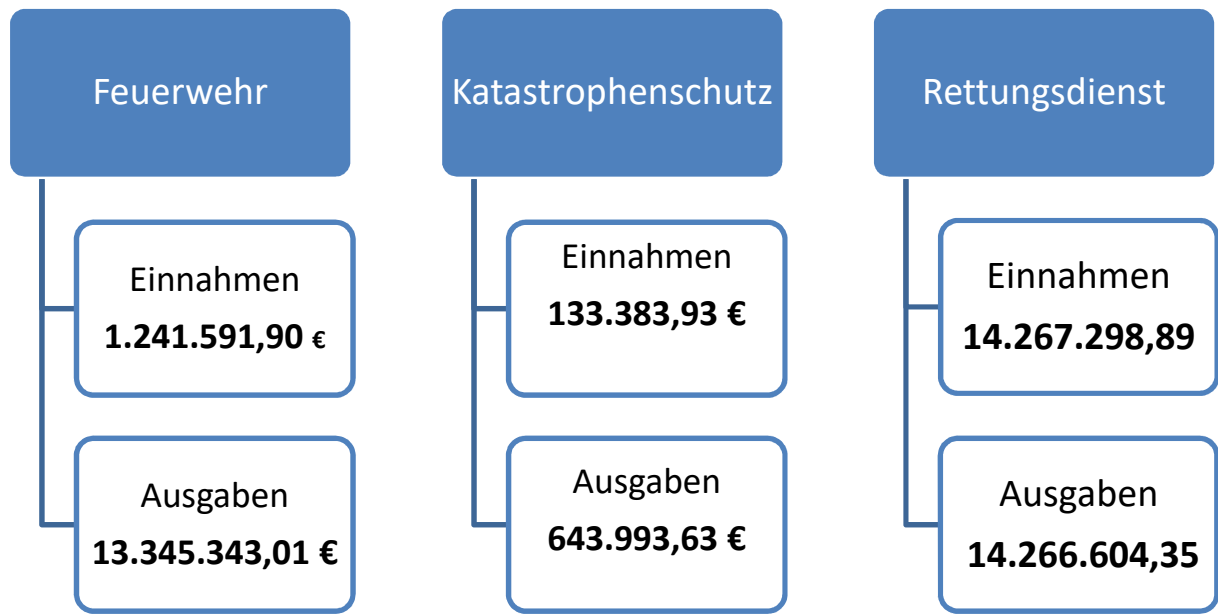 Feuerwehr
Einnahmen
1.241.591,90 €
Ausgaben
13.345.343,01 €
Katastrophenschutz
Einnahmen
133.383,93 €
Ausgaben
643.993,63 €
Rettungsdienst
Einnahmen
14.267.298,89
Ausgaben
14.266.604,35